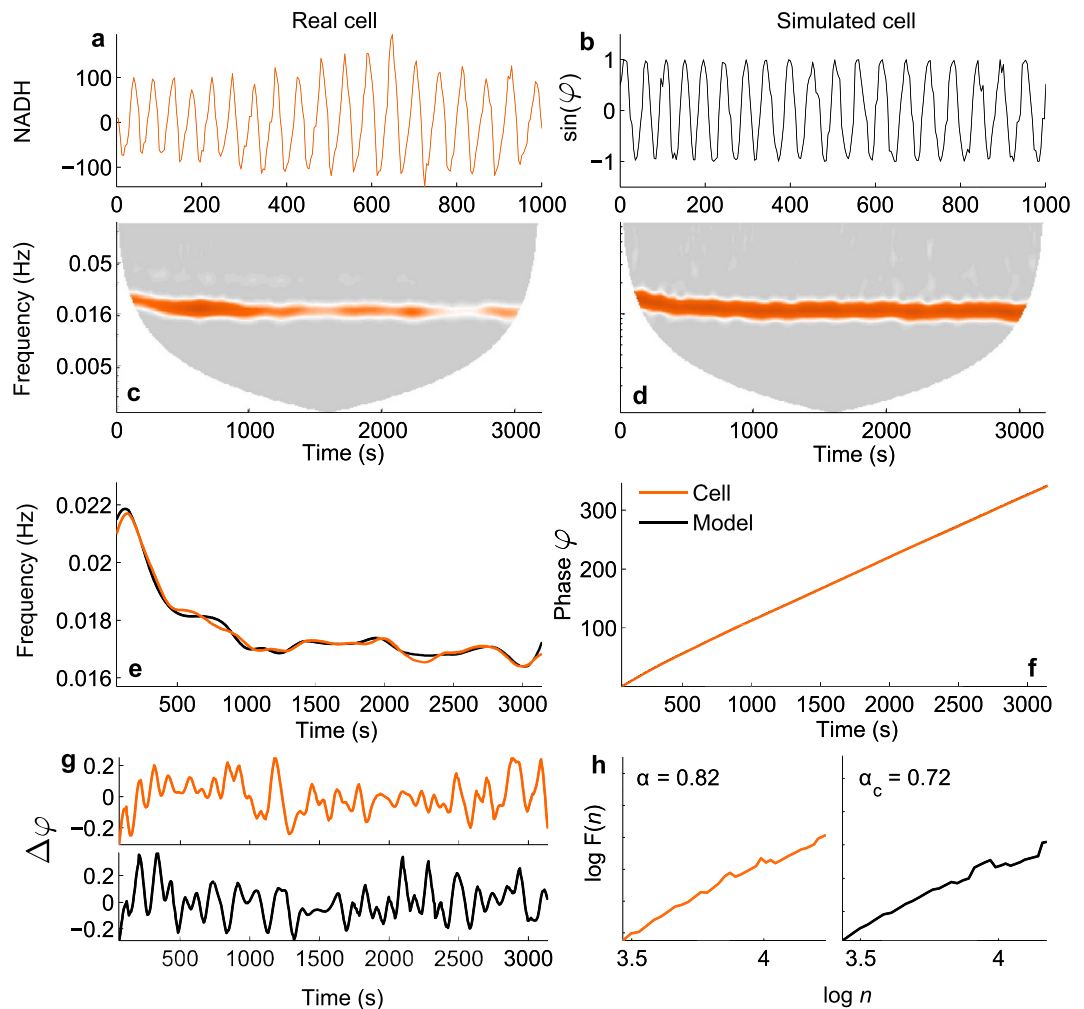 Real cell
Simulated cell
a
b
NADH
100
0
−100
sin(φ)
1
0
−1
0 200 400 600 800 1000
0 200 400 600 800 1000
Frequency (Hz)
0.05
0.016
0.005
c
d
0 1000 2000 3000
0 1000 2000 3000
Time (s)
Time (s)
Frequency (Hz)
0.022
0.02
0.018
0.016
e
500 1000 1500 2000 2500 3000
Time (s)
Phase φ
300
200
100
Cell
Model
f
500 1000 1500 2000 2500 3000
Time (s)
g
Δφ
0.2
0
−0.2
0.2
0
−0.2
500 1000 1500 2000 2500 3000
Time (s)
h
α = 0.82
αc = 0.72
log F(n)
3.5 4
3.5 4
log n